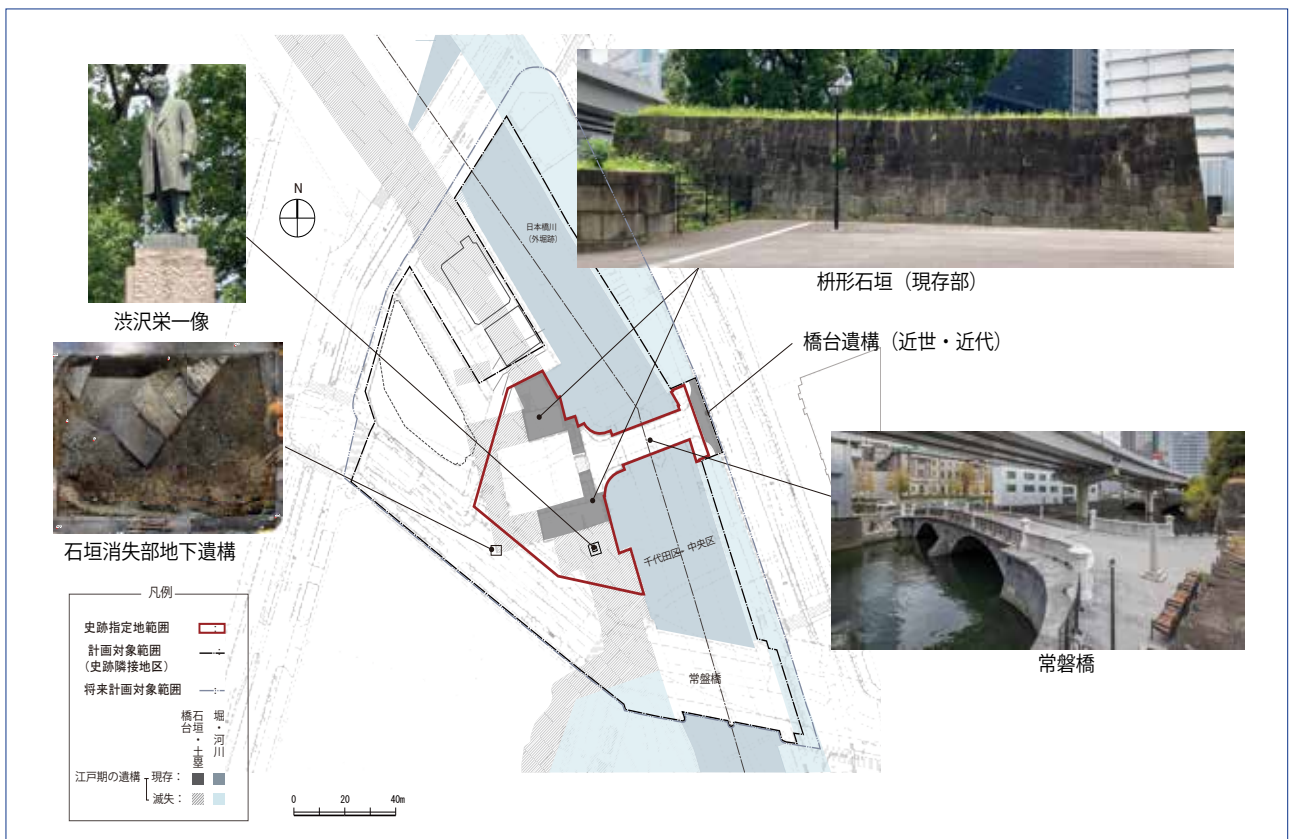 渋沢栄一像
石垣消失部地下遺構
N
日本橋川
（外堀跡）
枡形石垣（現存部）
橋台遺構（近世・近代）
千代田区・中央区
常磐橋
常盤橋
凡例
史跡指定地範囲
計画対象範囲
（史跡隣接地区）
将来計画対象範囲
橋台
石垣・土塁
堀・河川
江戸期の遺構
現存：
滅失：
0 20 40m